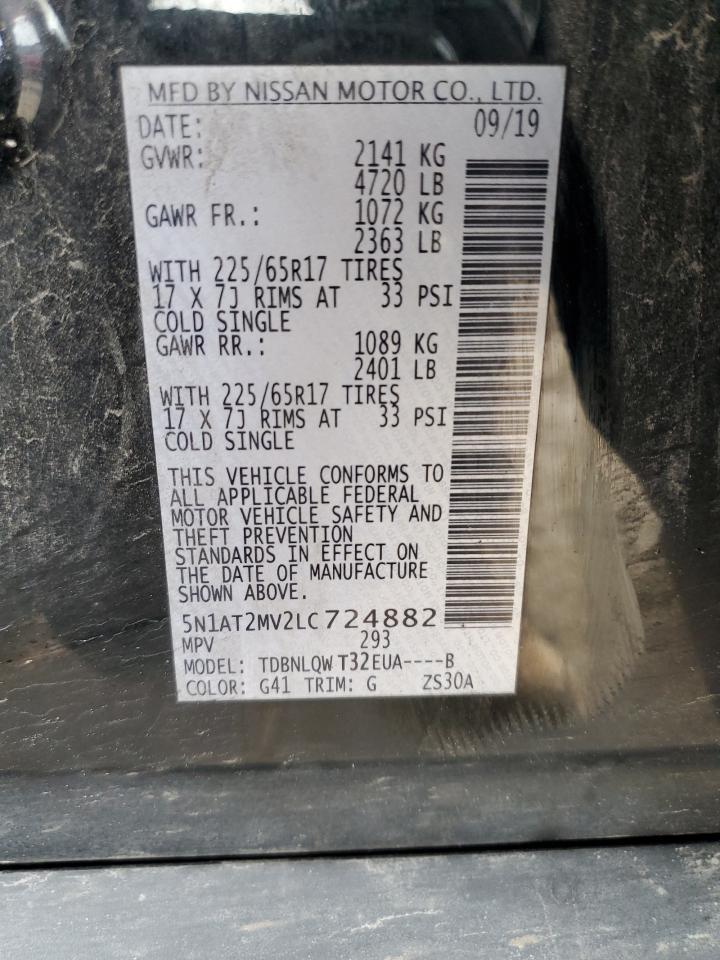 MFD BY NISSAN MOTOR CO., LTD.
DATE: 09/19
GVWR: 2141 KG
4720 LB
GAWR FR.: 1072 KG
2363 LB
WITH 225/65R17 TIRES
17 X 7J RIMS AT 33 PSI
COLD SINGLE
GAWR RR.: 1089 KG
2401 LB
WITH 225/65R17 TIRES
17 X 7J RIMS AT 33 PSI
COLD SINGLE
THIS VEHICLE CONFORMS TO
ALL APPLICABLE FEDERAL
MOTOR VEHICLE SAFETY AND
THEFT PREVENTION
STANDARDS IN EFFECT ON
THE DATE OF MANUFACTURE
SHOWN ABOVE.
5N1AT2MV2LC724882
MPV 293
MODEL: TDBNLQWT32EUA----B
COLOR: G41 TRIM: G ZS30A